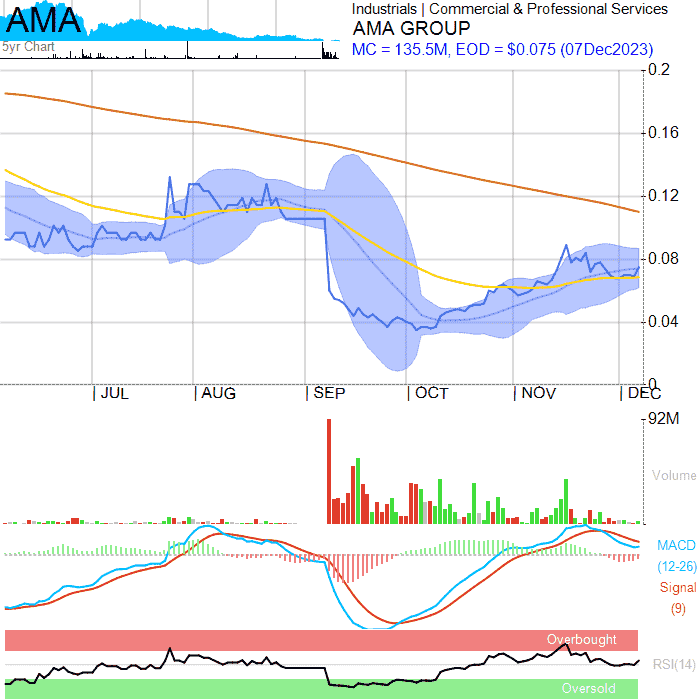 AMA
5yr Chart
Industrials | Commercial & Professional Services
AMA GROUP
MC = 135.5M, EOD = $0.075 (07Dec2023)
0.2
0.16
0.12
0.08
0.04
0
JUL
AUG
SEP
OCT
NOV
DEC
92M
Volume
MACD
(12-26)
Signal
(9)
Overbought
RSI(14)
Oversold